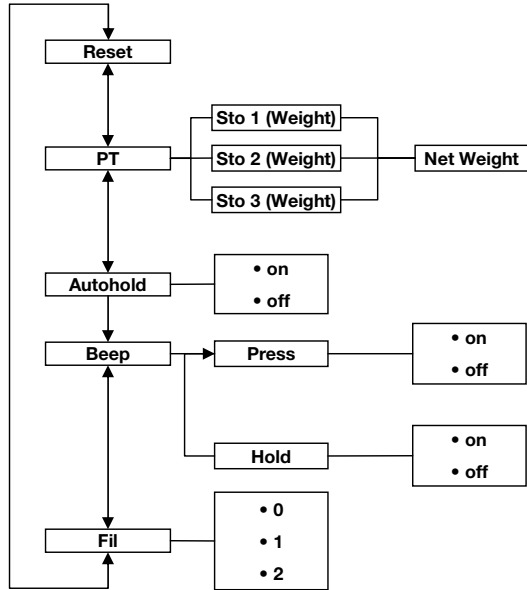 Reset
Sto 1 (Weight)
PT
Sto 2 (Weight)
Net Weight
Sto 3 (Weight)
Autohold
• on
• off
Beep
Press
• on
• off
Hold
• on
• off
Fil
• 0
• 1
• 2